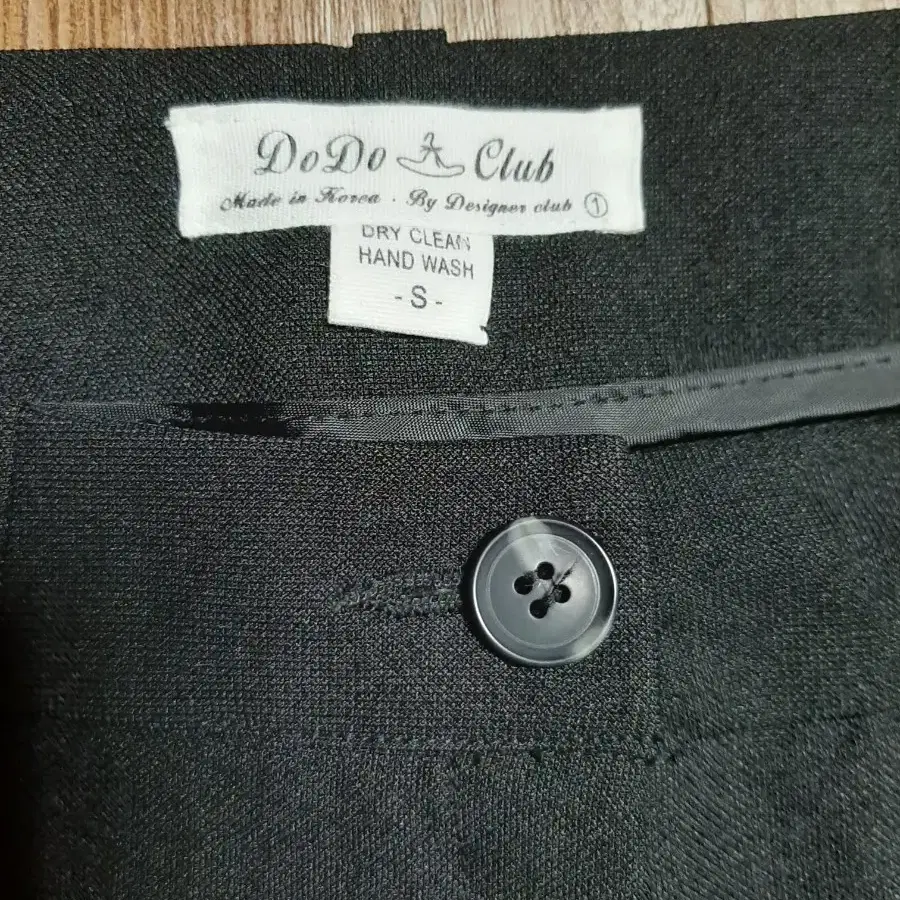 DoDo Club
Made in Korea · By Designer club ①
DRY CLEAN
HAND WASH
- S -